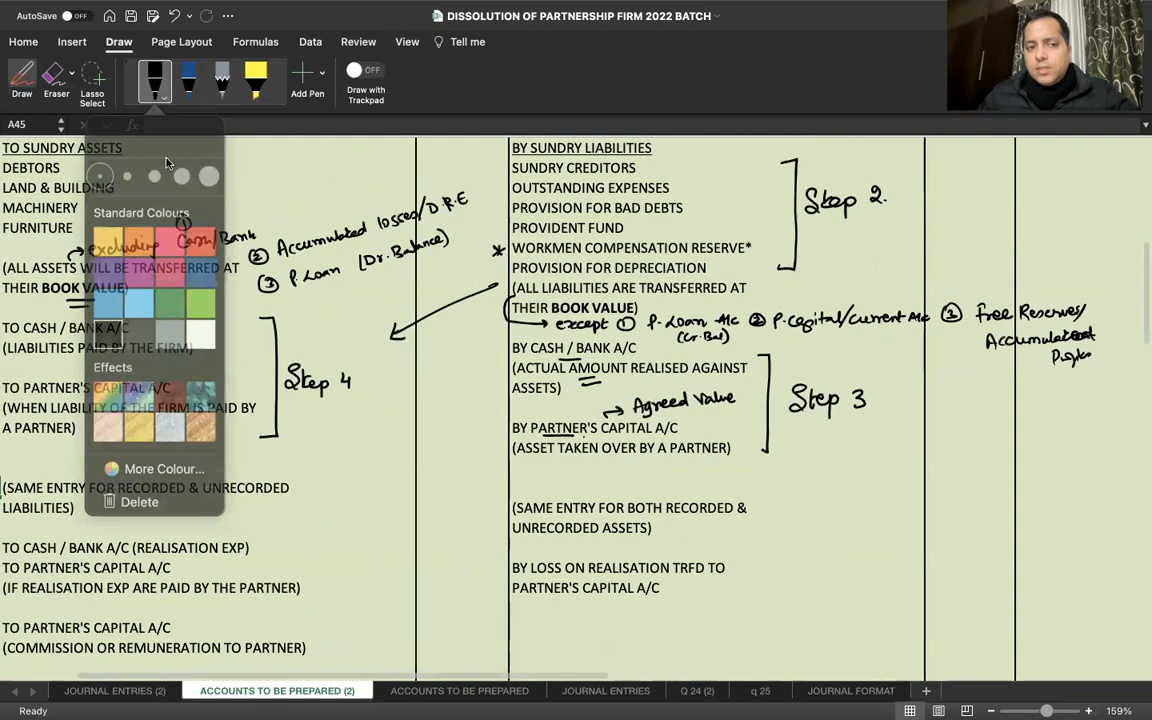 AutoSave OFF
DISSOLUTION OF PARTNERSHIP FIRM 2022 BATCH
Home Insert Draw Page Layout Formulas Data Review View Tell me
Draw Eraser Lasso Select Add Pen OFF Draw with Trackpad
A45 fx
TO SUNDRY ASSETS
DEBTORS
LAND & BUILDING
MACHINERY
FURNITURE
excluding ① Cash/Bank
② Accumulated losses/D.R.E
③ P. Loan (Dr. Balance)
(ALL ASSETS WILL BE TRANSFERRED AT
THEIR BOOK VALUE)
TO CASH / BANK A/C
(LIABILITIES PAID BY THE FIRM)
TO PARTNER'S CAPITAL A/C
(WHEN LIABILITY OF THE FIRM IS PAID BY
A PARTNER)
Step 4
(SAME ENTRY FOR RECORDED & UNRECORDED
LIABILITIES)
TO CASH / BANK A/C (REALISATION EXP)
TO PARTNER'S CAPITAL A/C
(IF REALISATION EXP ARE PAID BY THE PARTNER)
TO PARTNER'S CAPITAL A/C
(COMMISSION OR REMUNERATION TO PARTNER)
Standard Colours
Effects
More Colour...
Delete
BY SUNDRY LIABILITIES
SUNDRY CREDITORS
OUTSTANDING EXPENSES
PROVISION FOR BAD DEBTS
PROVIDENT FUND
* WORKMEN COMPENSATION RESERVE*
PROVISION FOR DEPRECIATION
Step 2.
(ALL LIABILITIES ARE TRANSFERRED AT
THEIR BOOK VALUE)
except ① P. Loan A/c (Cr. Bal) ② P. Capital/current A/c ③ Free Reserves/
Accumulated
Profits
BY CASH / BANK A/C
(ACTUAL AMOUNT REALISED AGAINST
ASSETS)
Agreed Value
BY PARTNER'S CAPITAL A/C
(ASSET TAKEN OVER BY A PARTNER)
Step 3
(SAME ENTRY FOR BOTH RECORDED &
UNRECORDED ASSETS)
BY LOSS ON REALISATION TRFD TO
PARTNER'S CAPITAL A/C
JOURNAL ENTRIES (2) ACCOUNTS TO BE PREPARED (2) ACCOUNTS TO BE PREPARED JOURNAL ENTRIES Q 24 (2) q 25 JOURNAL FORMAT
Ready 159%